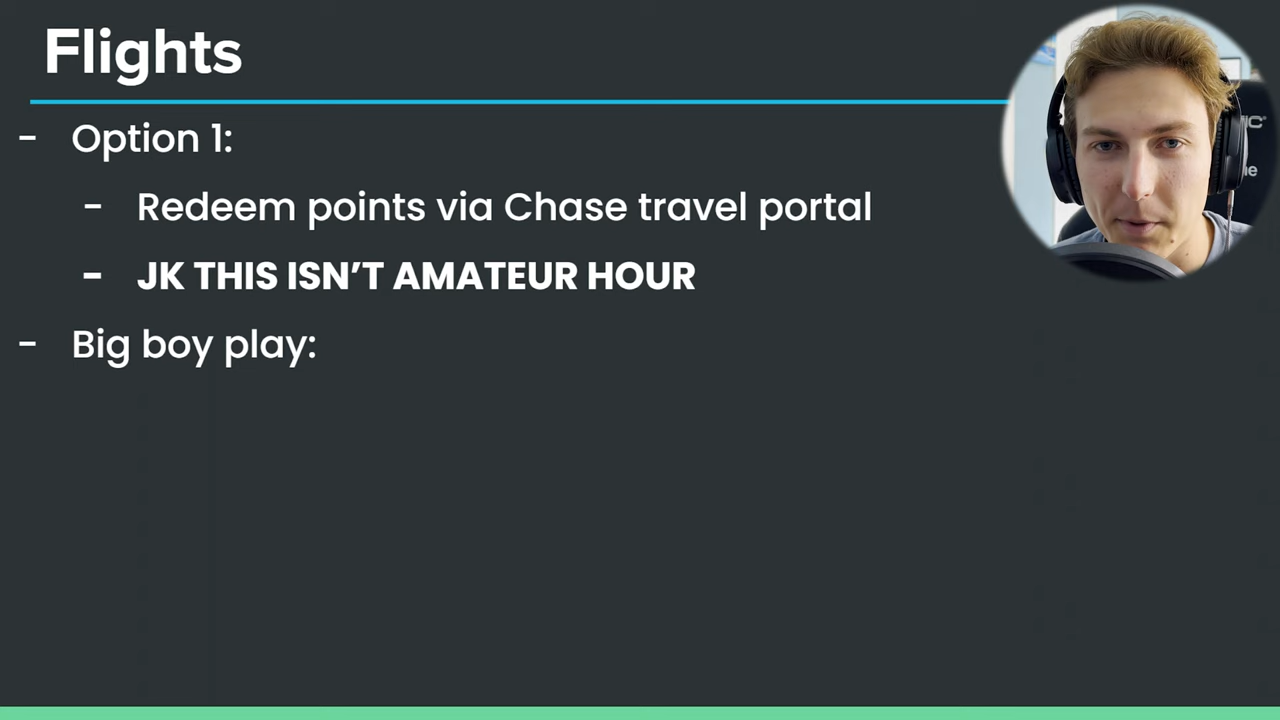 Flights
- Option 1:
- Redeem points via Chase travel portal
- JK THIS ISN’T AMATEUR HOUR
- Big boy play: